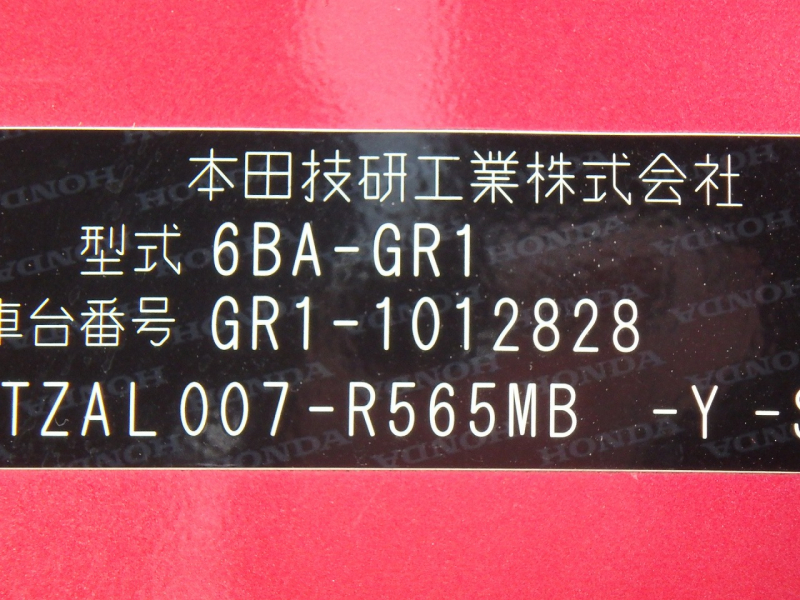 本田技研工業株式会社
型式 6BA-GR1
車台番号 GR1-1012828
TZAL007-R565MB -Y -S